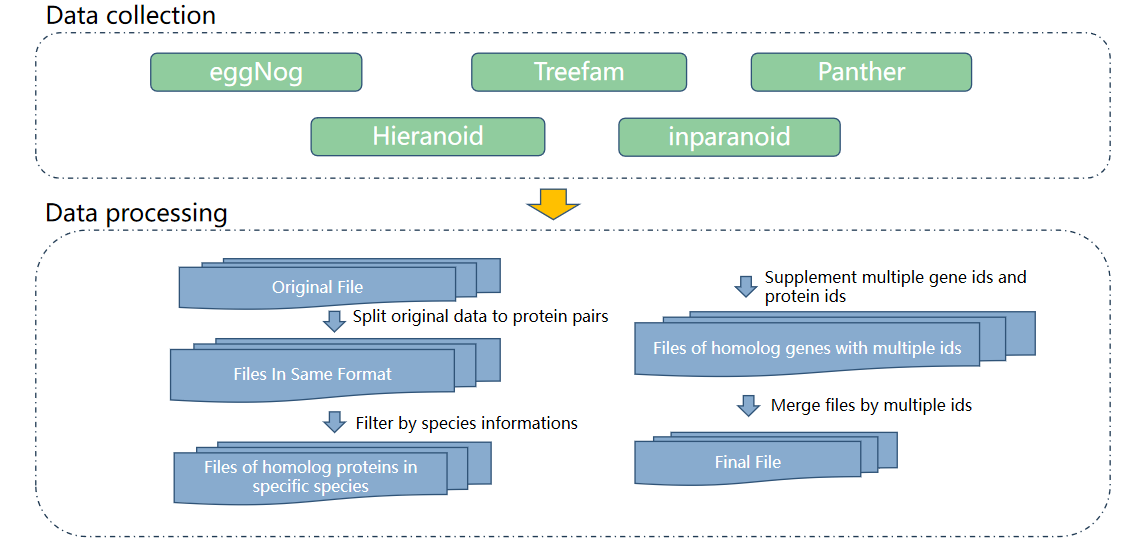 Data collection
eggNog
Treefam
Panther
Hieranoid
inparanoid
Data processing
Original File
Split original data to protein pairs
Files In Same Format
Filter by species informations
Files of homolog proteins in
specific species
Supplement multiple gene ids and
protein ids
Files of homolog genes with multiple ids
Merge files by multiple ids
Final File